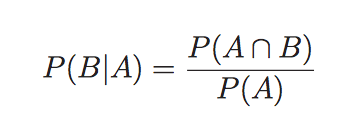 P(B|A) = P(A ∩ B) / P(A)